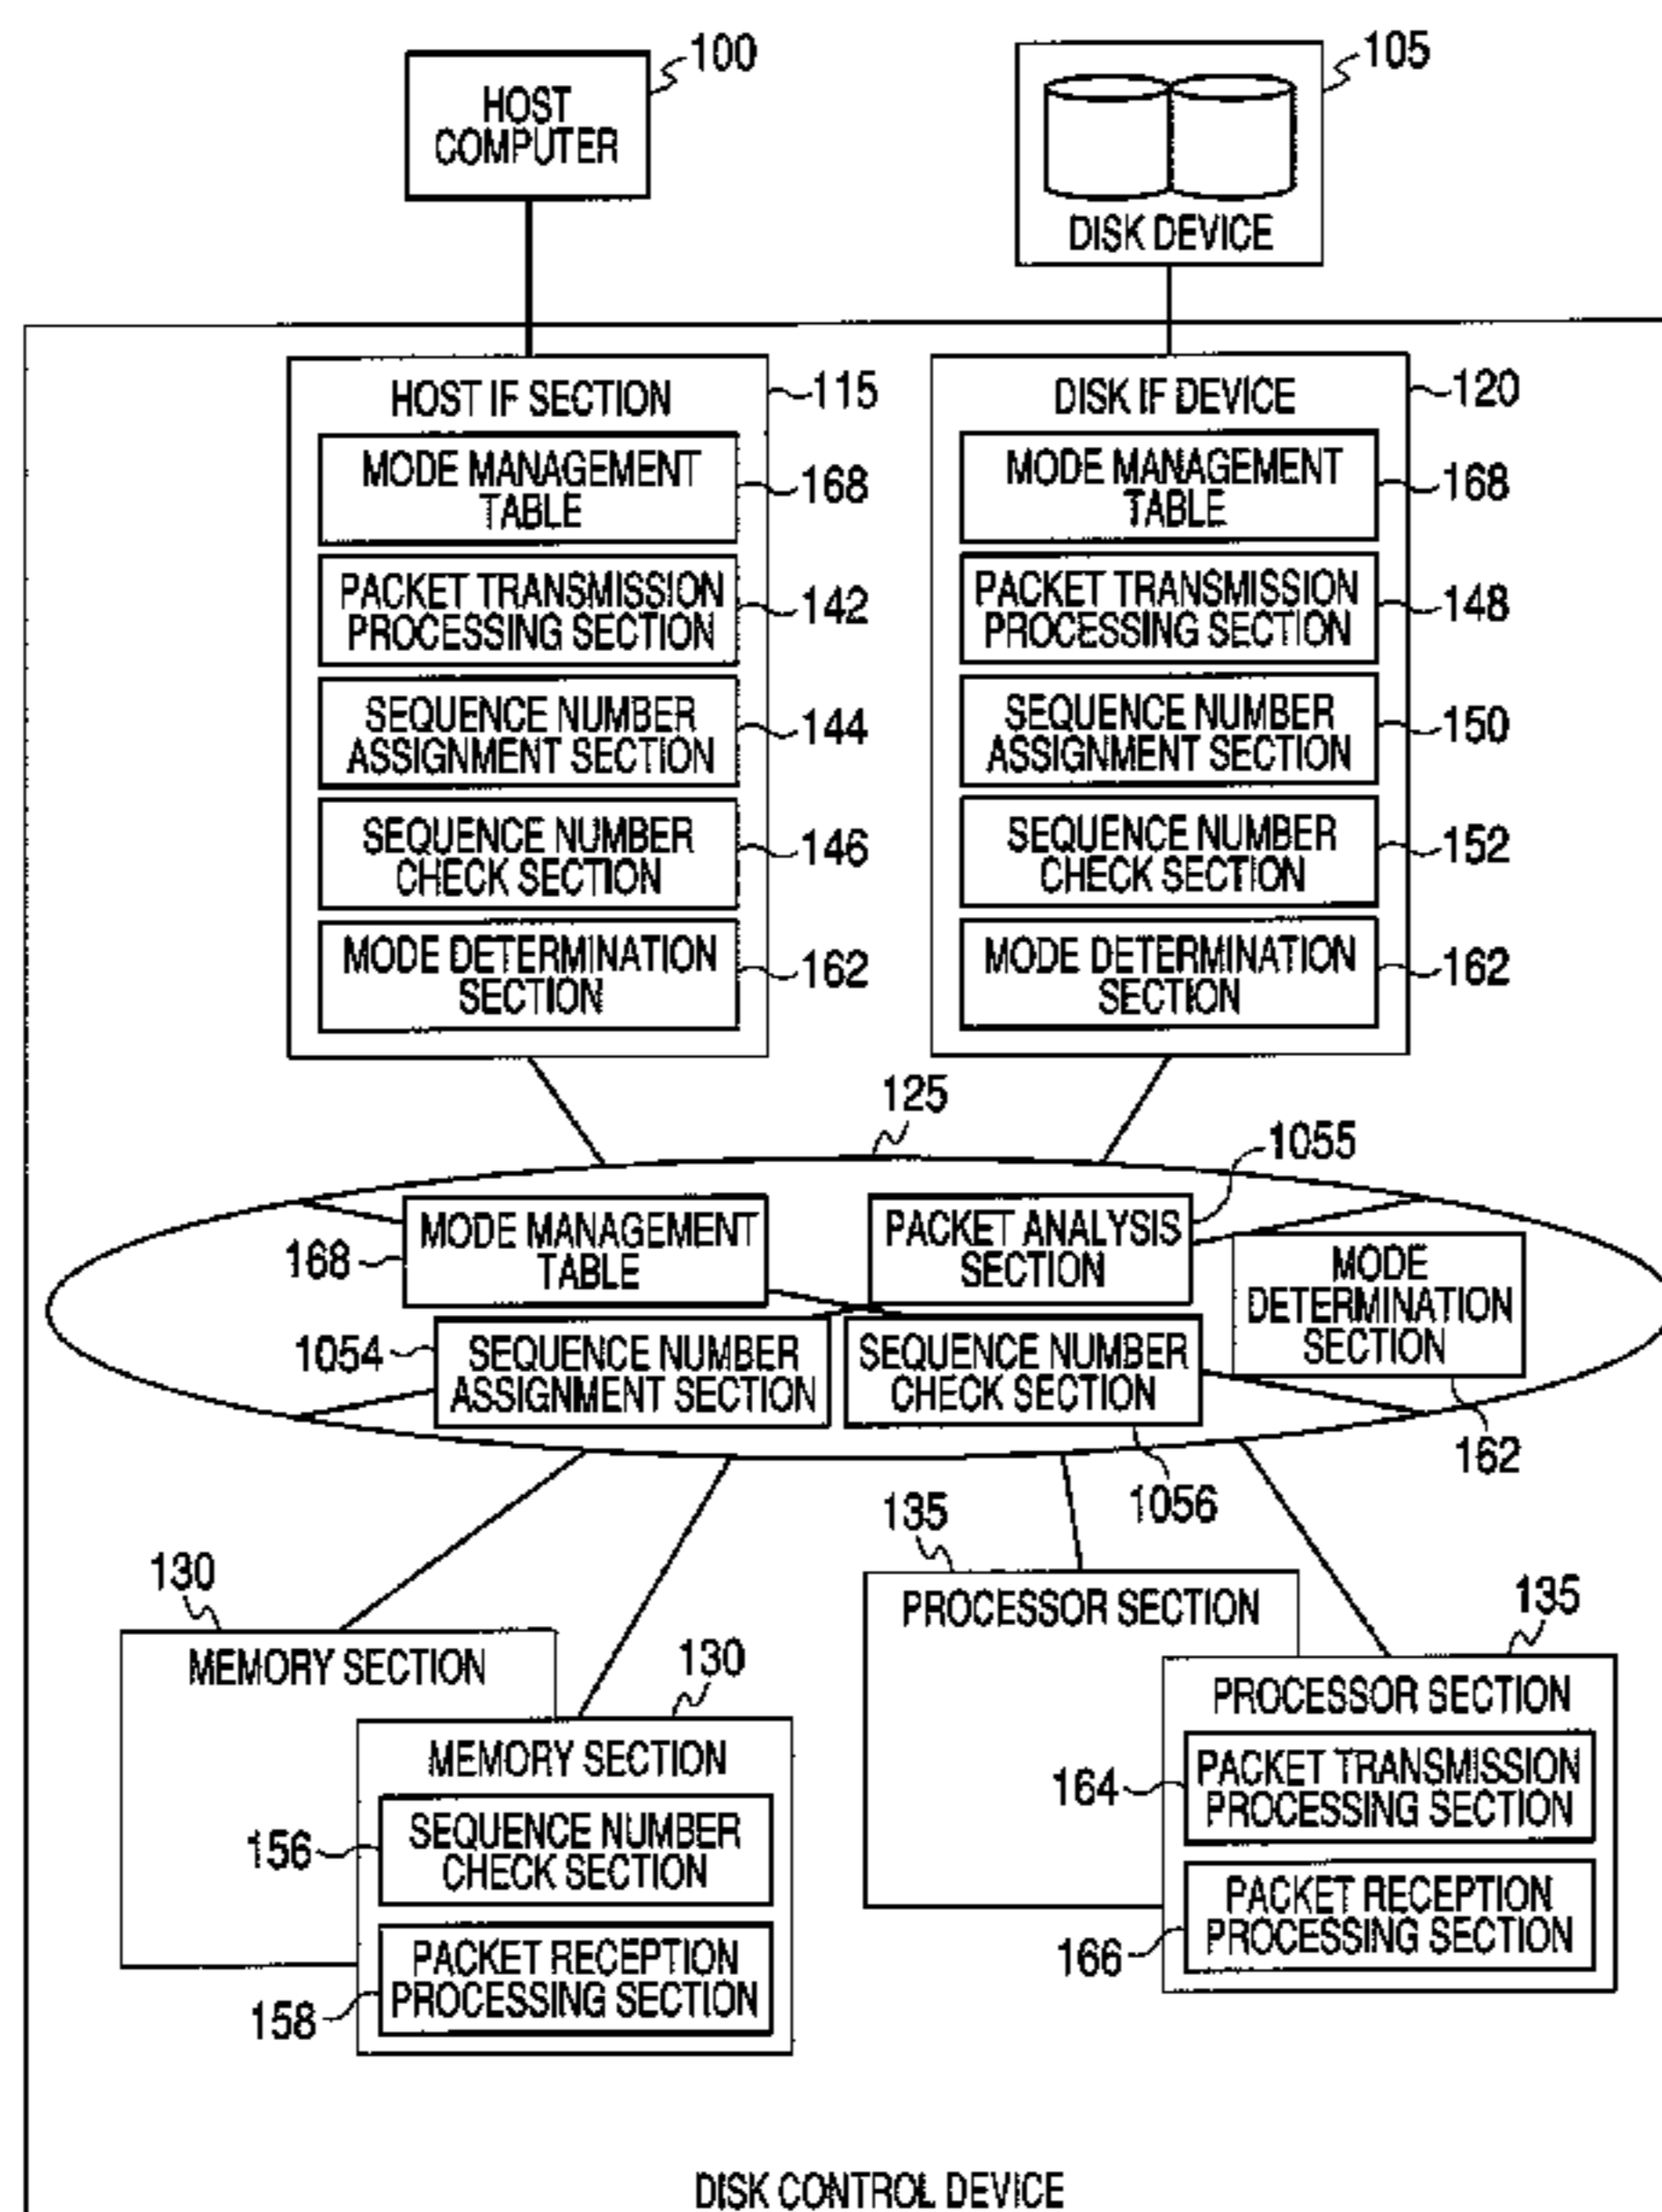 100
HOST
COMPUTER
105
DISK DEVICE
HOST IF SECTION
115
MODE MANAGEMENT
TABLE
168
PACKET TRANSMISSION
PROCESSING SECTION
142
SEQUENCE NUMBER
ASSIGNMENT SECTION
144
SEQUENCE NUMBER
CHECK SECTION
146
MODE DETERMINATION
SECTION
162
DISK IF DEVICE
120
MODE MANAGEMENT
TABLE
168
PACKET TRANSMISSION
PROCESSING SECTION
148
SEQUENCE NUMBER
ASSIGNMENT SECTION
150
SEQUENCE NUMBER
CHECK SECTION
152
MODE DETERMINATION
SECTION
162
125
1055
MODE MANAGEMENT
TABLE
168
PACKET ANALYSIS
SECTION
MODE
DETERMINATION
SECTION
162
1054
SEQUENCE NUMBER
ASSIGNMENT SECTION
SEQUENCE NUMBER
CHECK SECTION
1056
130
MEMORY SECTION
130
MEMORY SECTION
156
SEQUENCE NUMBER
CHECK SECTION
158
PACKET RECEPTION
PROCESSING SECTION
135
PROCESSOR SECTION
135
PROCESSOR SECTION
164
PACKET TRANSMISSION
PROCESSING SECTION
166
PACKET RECEPTION
PROCESSING SECTION
DISK CONTROL DEVICE